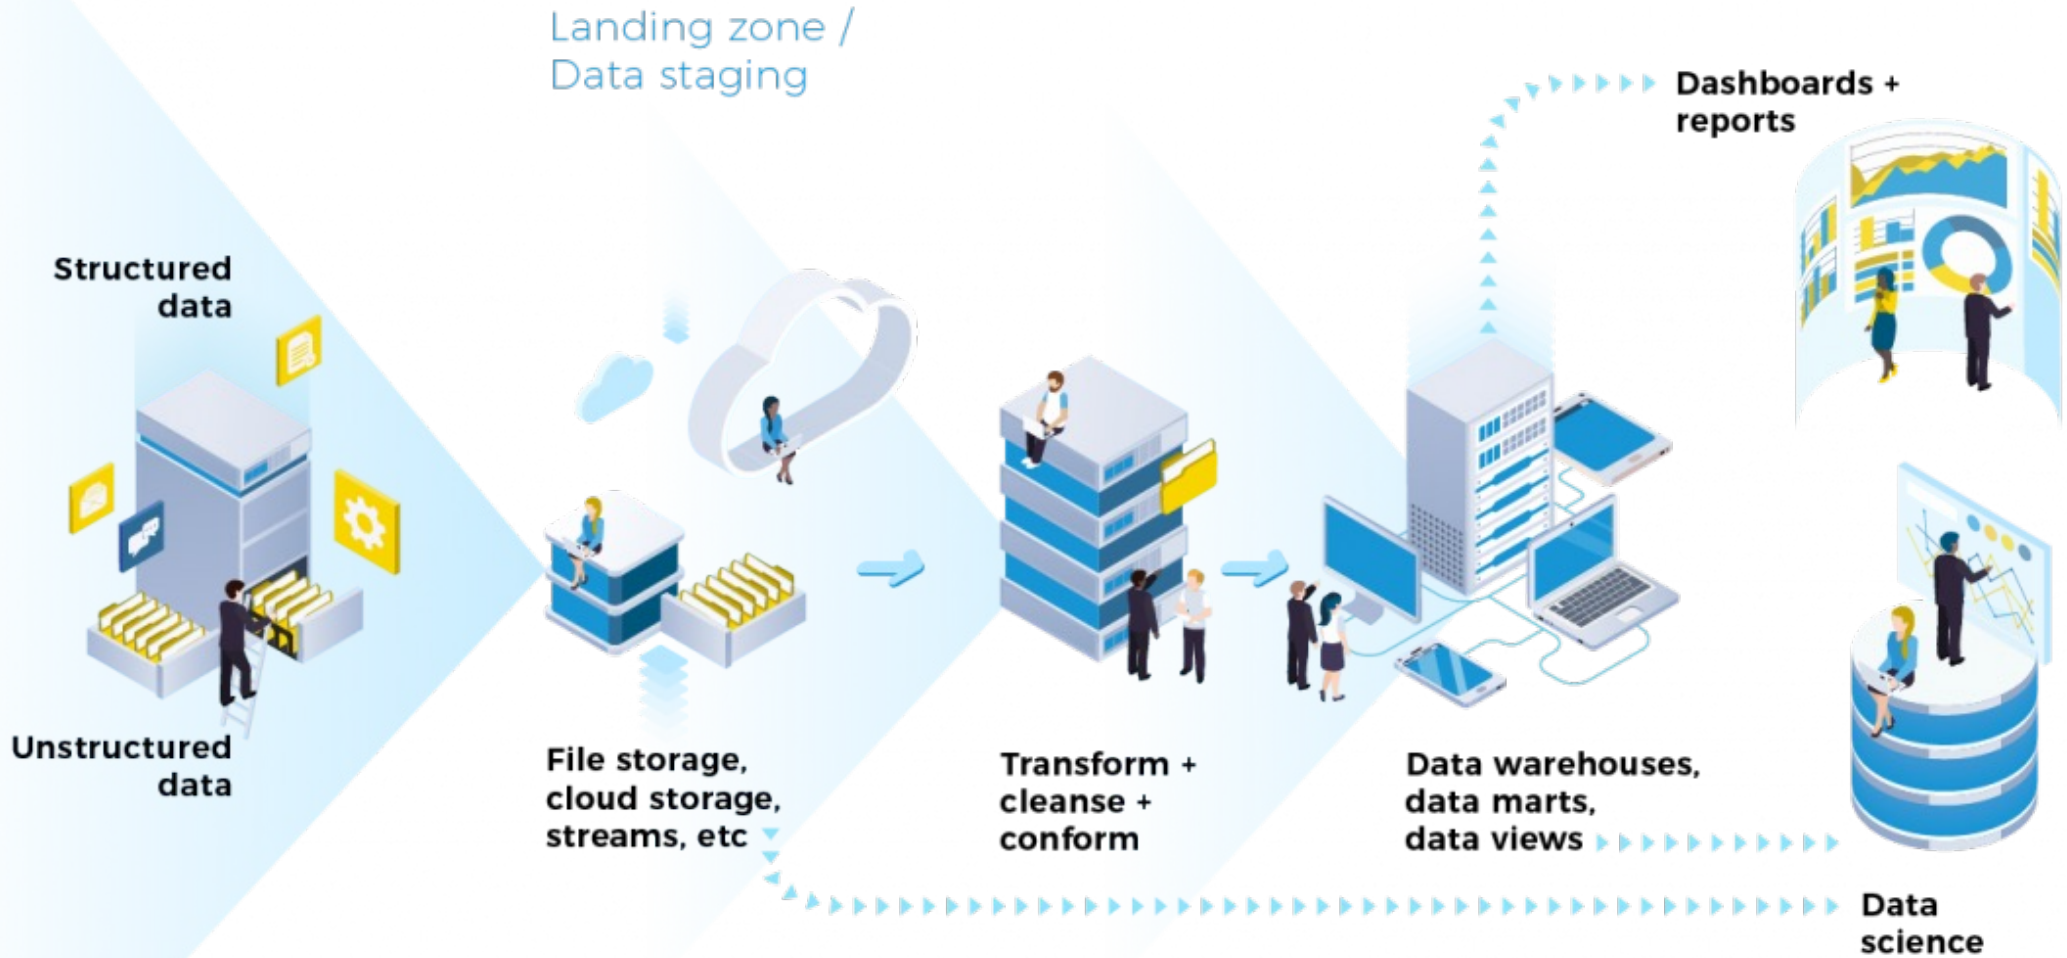 Landing zone /
Data staging
Dashboards +
reports
Structured
data
Unstructured
data
File storage,
cloud storage,
streams, etc
Transform +
cleanse +
conform
Data warehouses,
data marts,
data views
Data
science